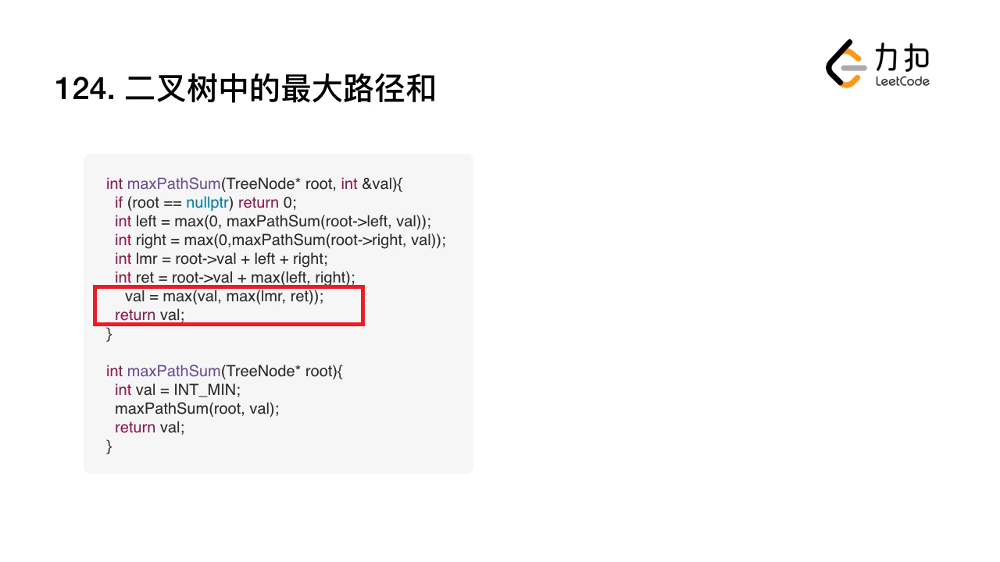 力扣
LeetCode
124. 二叉树中的最大路径和
int maxPathSum(TreeNode* root, int &val){
if (root == nullptr) return 0;
int left = max(0, maxPathSum(root->left, val));
int right = max(0,maxPathSum(root->right, val));
int lmr = root->val + left + right;
int ret = root->val + max(left, right);
val = max(val, max(lmr, ret));
return val;
}
int maxPathSum(TreeNode* root){
int val = INT_MIN;
maxPathSum(root, val);
return val;
}